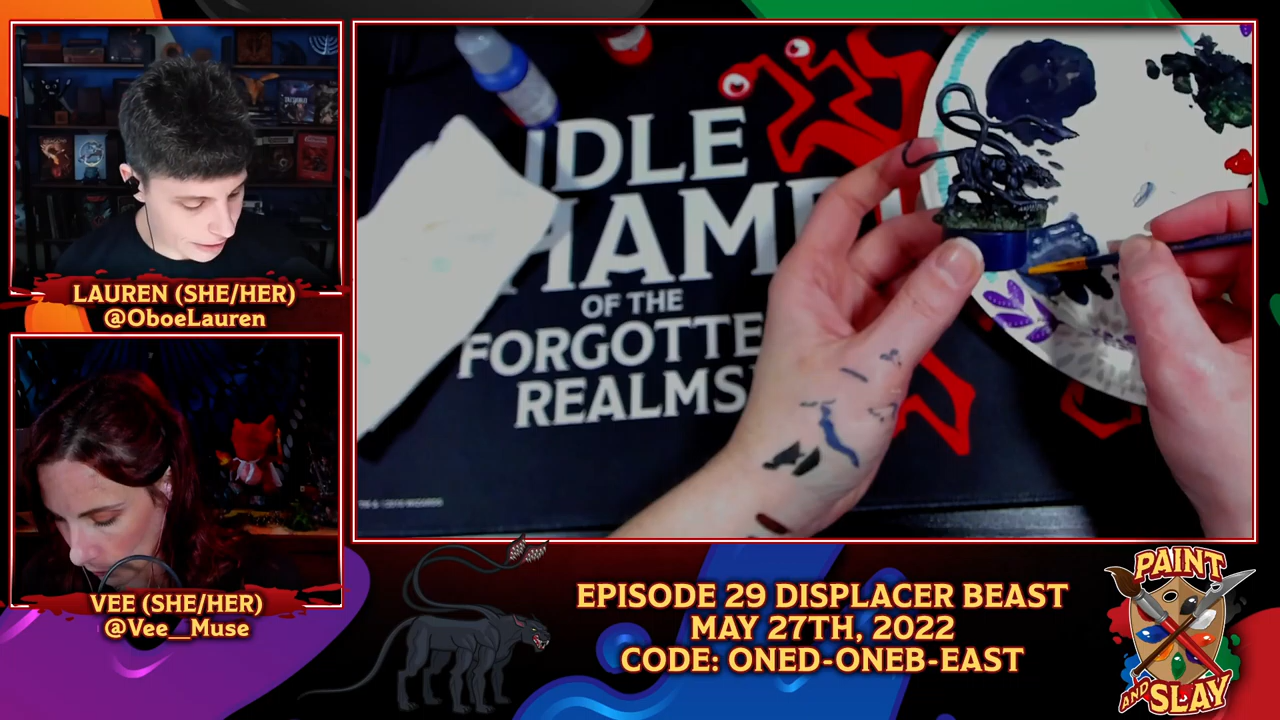 LAUREN (SHE/HER)
@OboeLauren
VEE (SHE/HER)
@Vee__Muse
IDLE
OF THE
FORGOTTE
REALMS
EPISODE 29 DISPLACER BEAST
MAY 27TH, 2022
CODE: ONED-ONEB-EAST
PAINT
AND SLAY